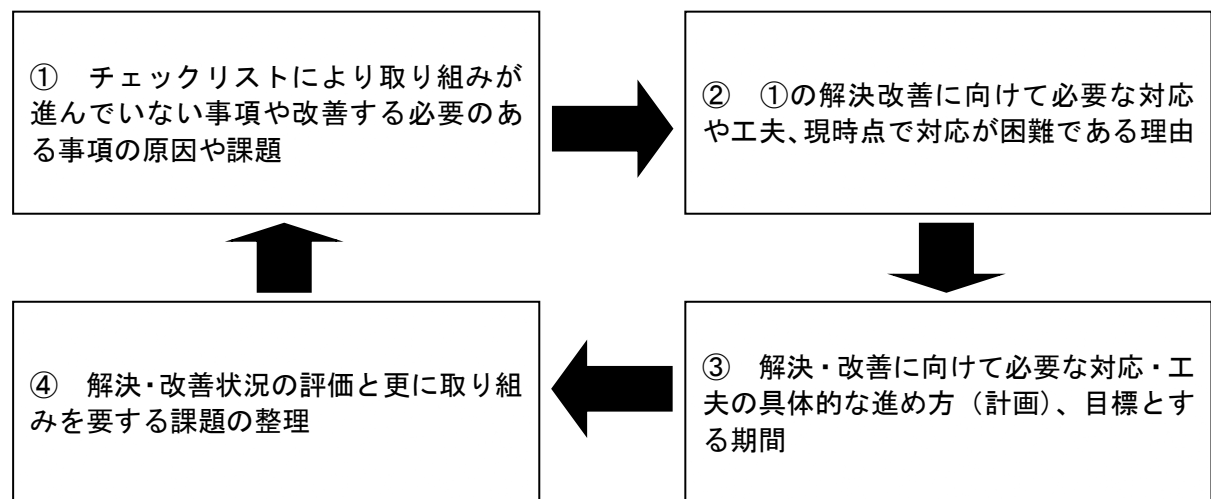 ① チェックリストにより取り組みが
進んでいない事項や改善する必要のあ
る事項の原因や課題
② ①の解決改善に向けて必要な対応
や工夫、現時点で対応が困難である理由
④ 解決・改善状況の評価と更に取り組
みを要する課題の整理
③ 解決・改善に向けて必要な対応・工
夫の具体的な進め方（計画）、目標とす
る期間